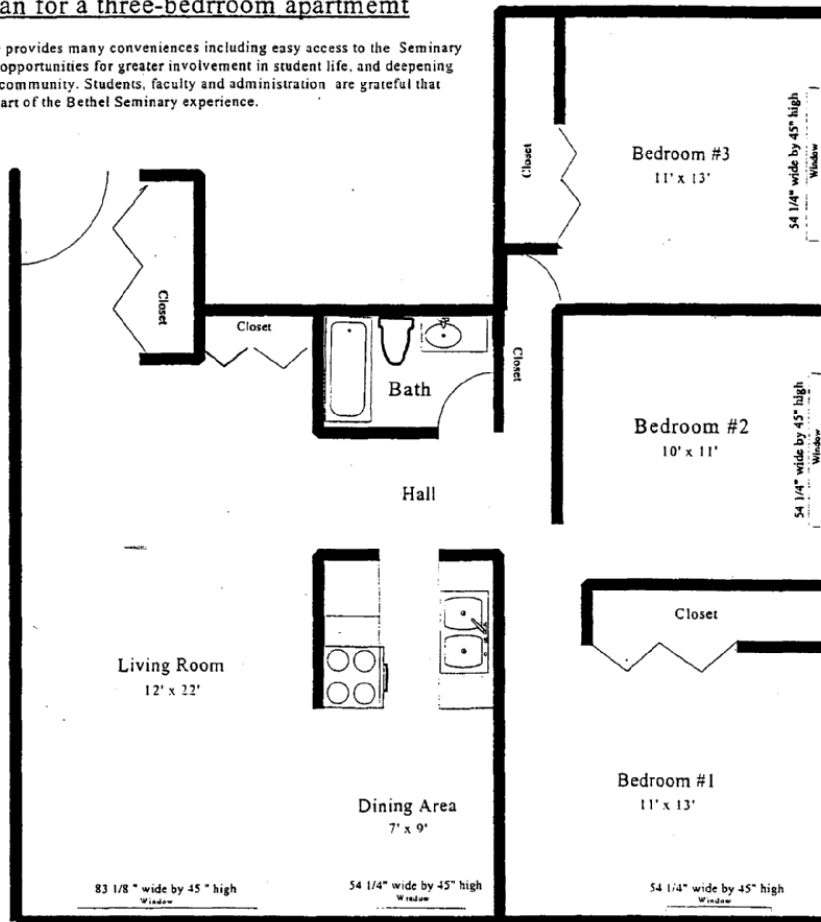 an for a three-bedrroom apartmemt
provides many conveniences including easy access to the Seminary
opportunities for greater involvement in student life, and deepening
community. Students, faculty and administration are grateful that
art of the Bethel Seminary experience.
Closet
Bedroom #3
11' x 13'
54 1/4" wide by 45" high
Window
Closet
Closet
Bath
Closet
Bedroom #2
10' x 11'
54 1/4" wide by 45" high
Window
Hall
Closet
Living Room
12' x 22'
Bedroom #1
11' x 13'
Dining Area
7' x 9'
83 1/8 " wide by 45 " high
Window
54 1/4" wide by 45" high
Window
54 1/4" wide by 45" high
Window